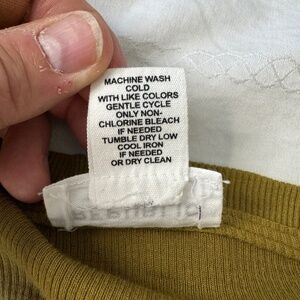 MACHINE WASH
COLD
WITH LIKE COLORS
GENTLE CYCLE
ONLY NON-
CHLORINE BLEACH
IF NEEDED
TUMBLE DRY LOW
COOL IRON
IF NEEDED
OR DRY CLEAN